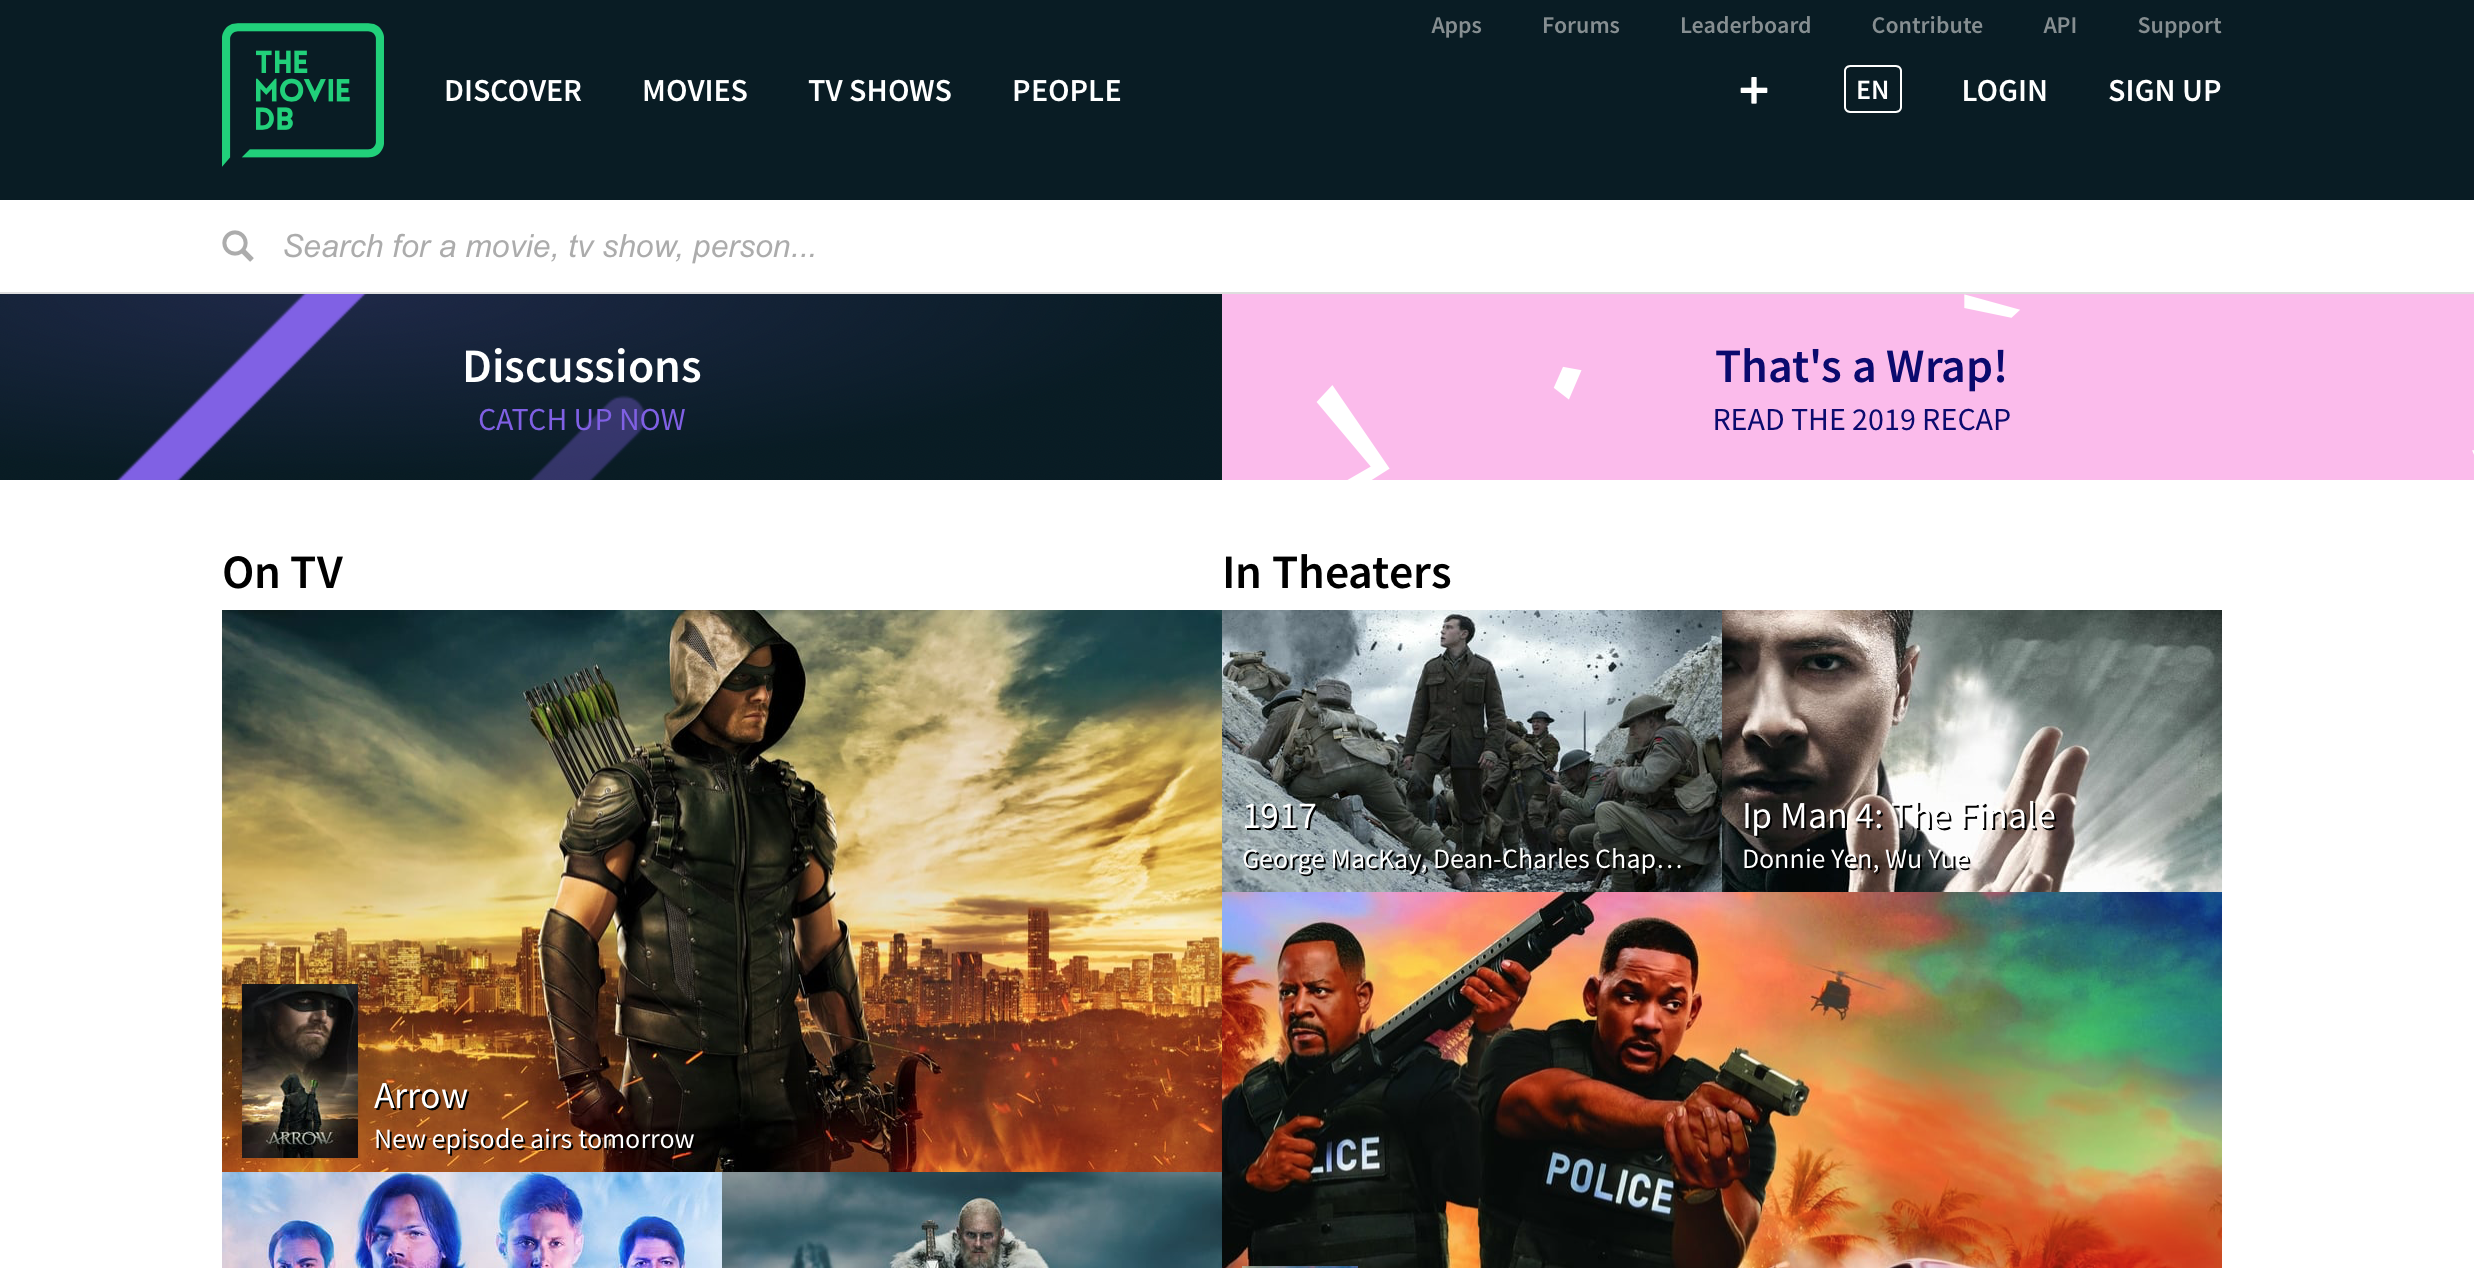 Apps Forums Leaderboard Contribute API Support
THE
MOVIE
DB
DISCOVER MOVIES TV SHOWS PEOPLE
+ EN LOGIN SIGN UP
Search for a movie, tv show, person...
Discussions
CATCH UP NOW
That's a Wrap!
READ THE 2019 RECAP
On TV
ARROW
Arrow
New episode airs tomorrow
In Theaters
1917
George MacKay, Dean-Charles Chap...
Ip Man 4: The Finale
Donnie Yen, Wu Yue
LICE
POLICE